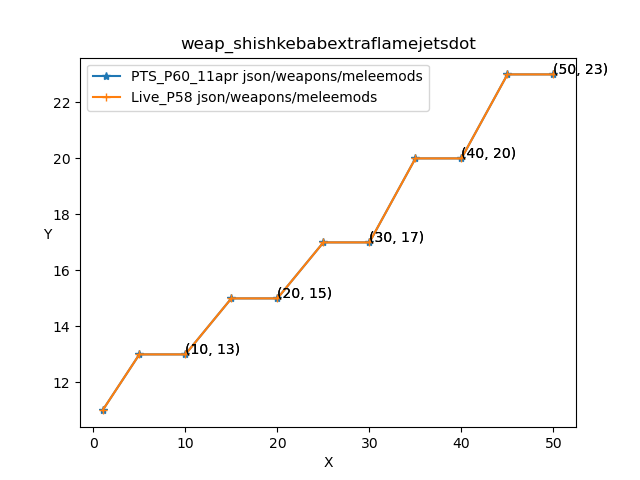 weap_shishkebabextraflamejetsdot
PTS_P60_11apr json/weapons/meleemods
Live_P58 json/weapons/meleemods
(50, 23)
(40, 20)
(30, 17)
(20, 15)
(10, 13)
Y
22
20
18
16
14
12
0 10 20 30 40 50
X